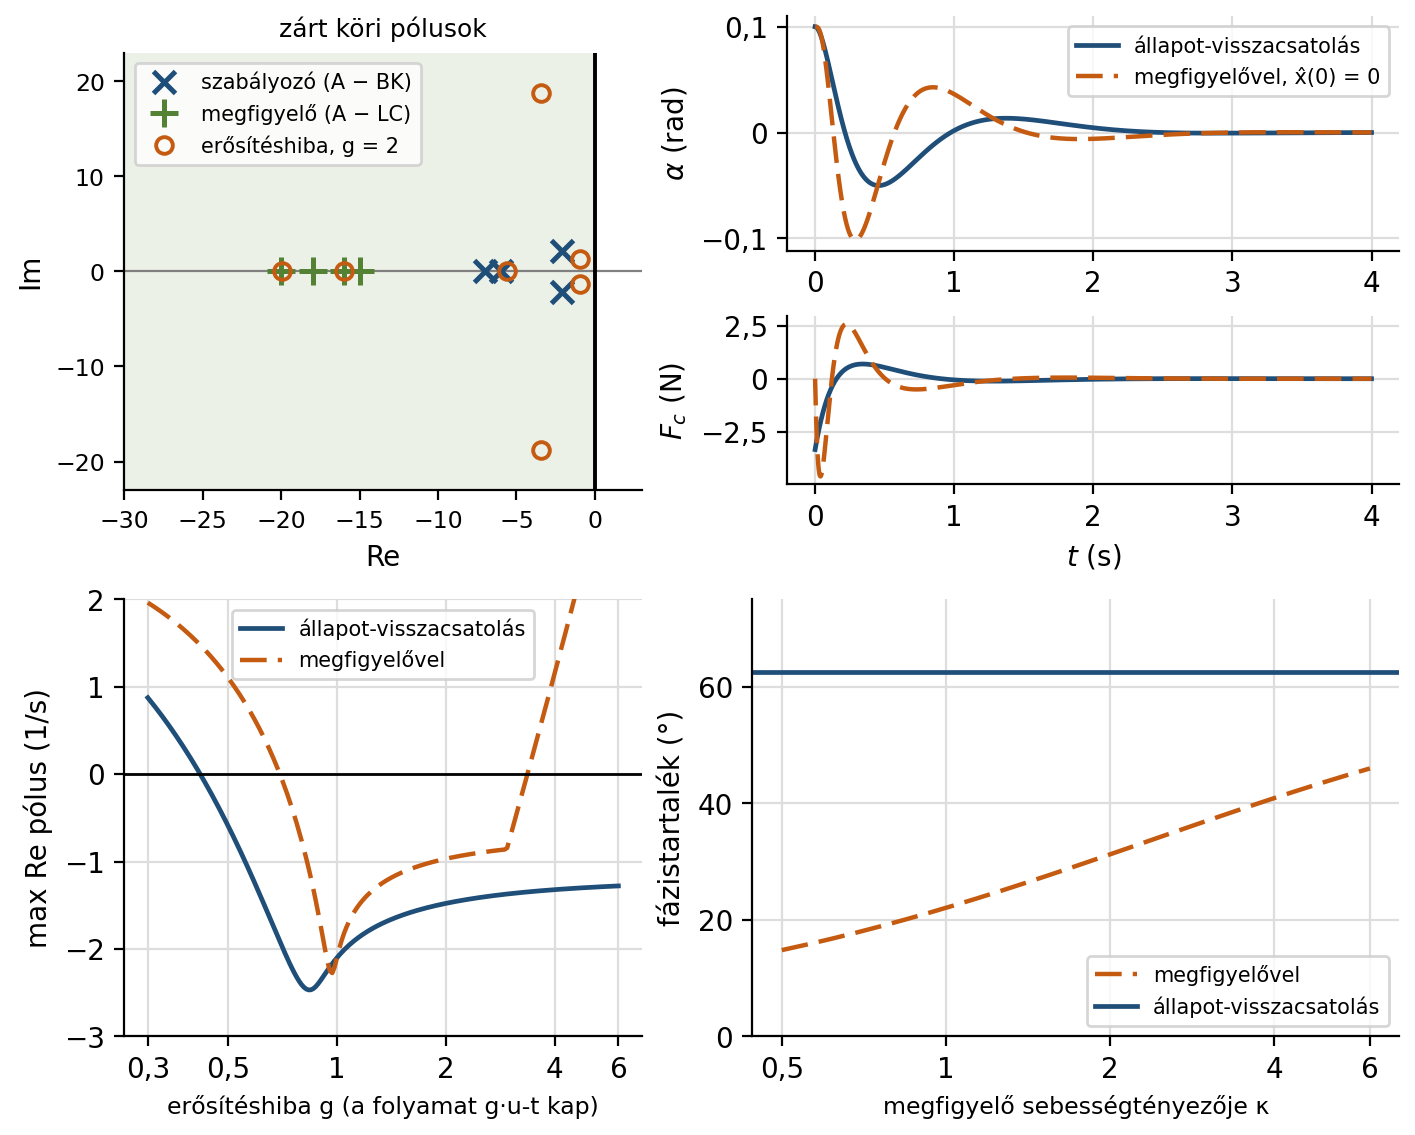 zárt köri pólusok
szabályozó (A − BK)
megfigyelő (A − LC)
erősítéshiba, g = 2
20
10
0
−10
−20
Im
−30 −25 −20 −15 −10 −5 0
Re
állapot-visszacsatolás
megfigyelővel, x̂(0) = 0
0,1
0
−0,1
α (rad)
0 1 2 3 4
2,5
0
−2,5
F_c (N)
0 1 2 3 4
t (s)
állapot-visszacsatolás
megfigyelővel
2
1
0
−1
−2
−3
max Re pólus (1/s)
0,3 0,5 1 2 4 6
erősítéshiba g (a folyamat g·u-t kap)
60
40
20
0
fázistartalék (°)
megfigyelővel
állapot-visszacsatolás
0,5 1 2 4 6
megfigyelő sebességtényezője κ